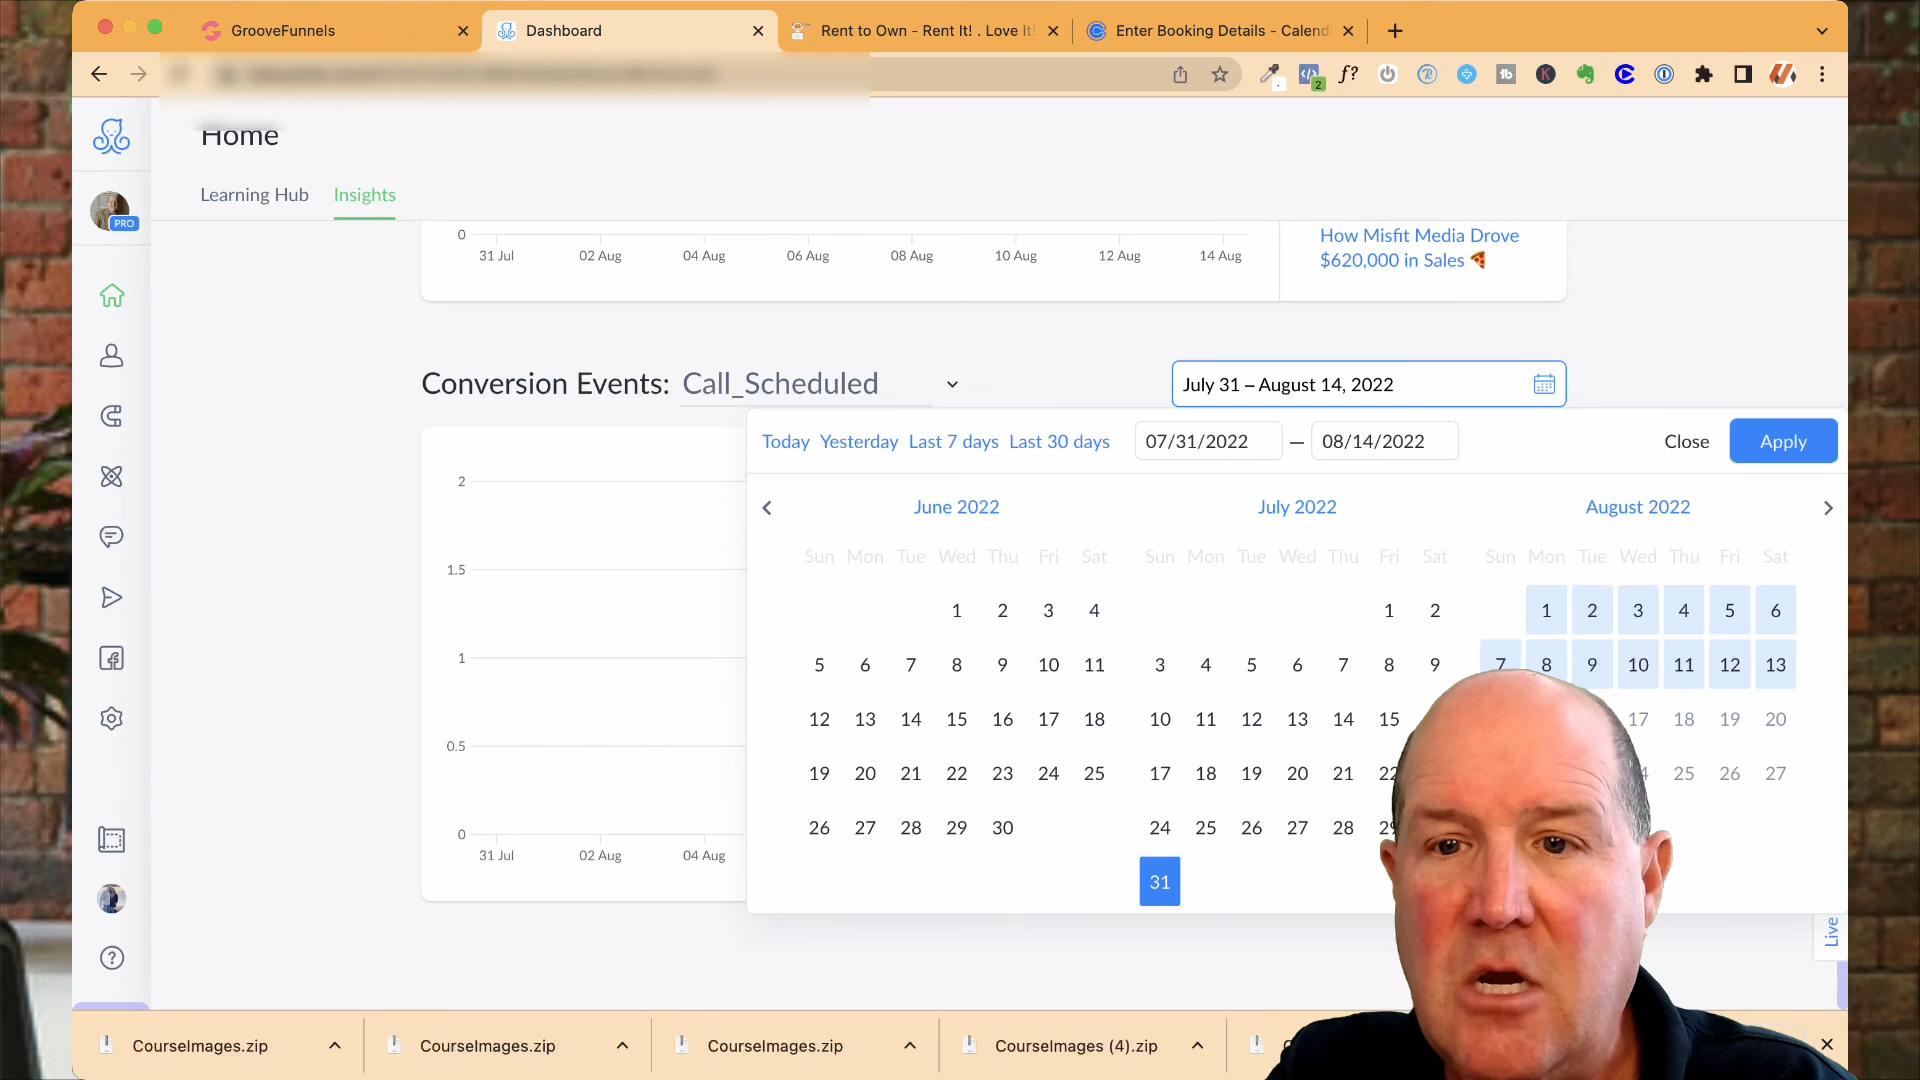 GrooveFunnels
Dashboard
Rent to Own - Rent It! . Love It!
Enter Booking Details - Calend
2
Home
PRO
Learning Hub Insights
0
31 Jul 02 Aug 04 Aug 06 Aug 08 Aug 10 Aug 12 Aug 14 Aug
How Misfit Media Drove
$620,000 in Sales
Conversion Events: Call_Scheduled
July 31 – August 14, 2022
Today Yesterday Last 7 days Last 30 days 07/31/2022 — 08/14/2022 Close Apply
2
1.5
1
0.5
0
31 Jul 02 Aug 04 Aug
June 2022
Sun Mon Tue Wed Thu Fri Sat
1 2 3 4
5 6 7 8 9 10 11
12 13 14 15 16 17 18
19 20 21 22 23 24 25
26 27 28 29 30
July 2022
Sun Mon Tue Wed Thu Fri Sat
1 2
3 4 5 6 7 8 9
10 11 12 13 14 15
17 18 19 20 21 22
24 25 26 27 28 29
31
August 2022
Sun Mon Tue Wed Thu Fri Sat
1 2 3 4 5 6
7 8 9 10 11 12 13
17 18 19 20
25 26 27
Live
CourseImages.zip
CourseImages.zip
CourseImages.zip
CourseImages (4).zip